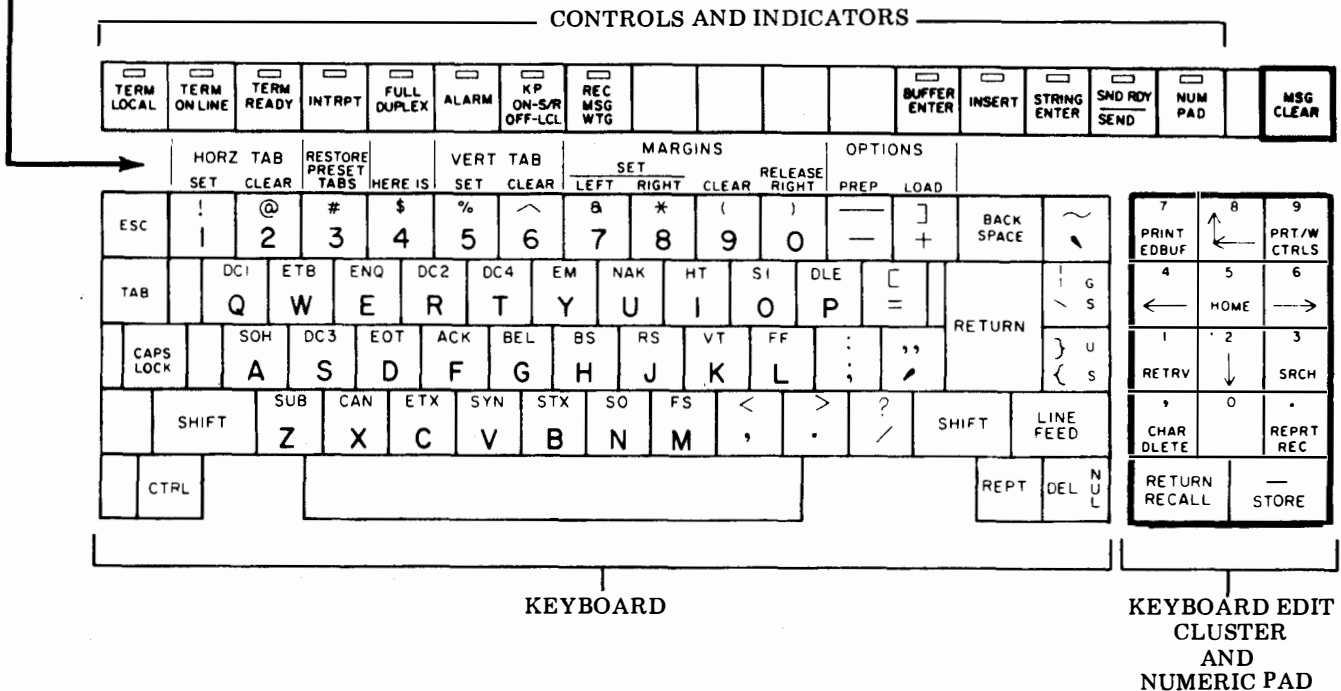 CONTROLS AND INDICATORS
TERM LOCAL
TERM ON LINE
TERM READY
INTRPT
FULL DUPLEX
ALARM
KP ON-S/R OFF-LCL
REC MSG WTG
BUFFER ENTER
INSERT
STRING ENTER
SND RDY SEND
NUM PAD
MSG CLEAR
HORZ TAB
SET CLEAR
RESTORE PRESET TABS
HERE IS
VERT TAB
SET CLEAR
MARGINS
SET
LEFT RIGHT
CLEAR
RELEASE RIGHT
OPTIONS
PREP LOAD
ESC
! 1
@ 2
# 3
$ 4
% 5
^ 6
& 7
* 8
( 9
) 0
— —
] +
BACK SPACE
~ `
TAB
DC1 Q
ETB W
ENQ E
DC2 R
DC4 T
EM Y
NAK U
HT I
SI O
DLE P
[ =
RETURN
¦ G
\ S
CAPS LOCK
SOH A
DC3 S
EOT D
ACK F
BEL G
BS H
RS J
VT K
FF L
: ;
" '
} U
{ S
SHIFT
SUB Z
CAN X
ETX C
SYN V
STX B
SO N
FS M
< ,
> .
? /
SHIFT
LINE FEED
CTRL
REPT
DEL NUL
7 PRINT EDBUF
8 ↑ ←
9 PRT./W CTRLS
4 ←
5 HOME
6 →
1 RETRV
2 ↓
3 SRCH
, CHAR DLETE
0
. REPRT REC
RETURN RECALL
— STORE
KEYBOARD
KEYBOARD EDIT
CLUSTER
AND
NUMERIC PAD